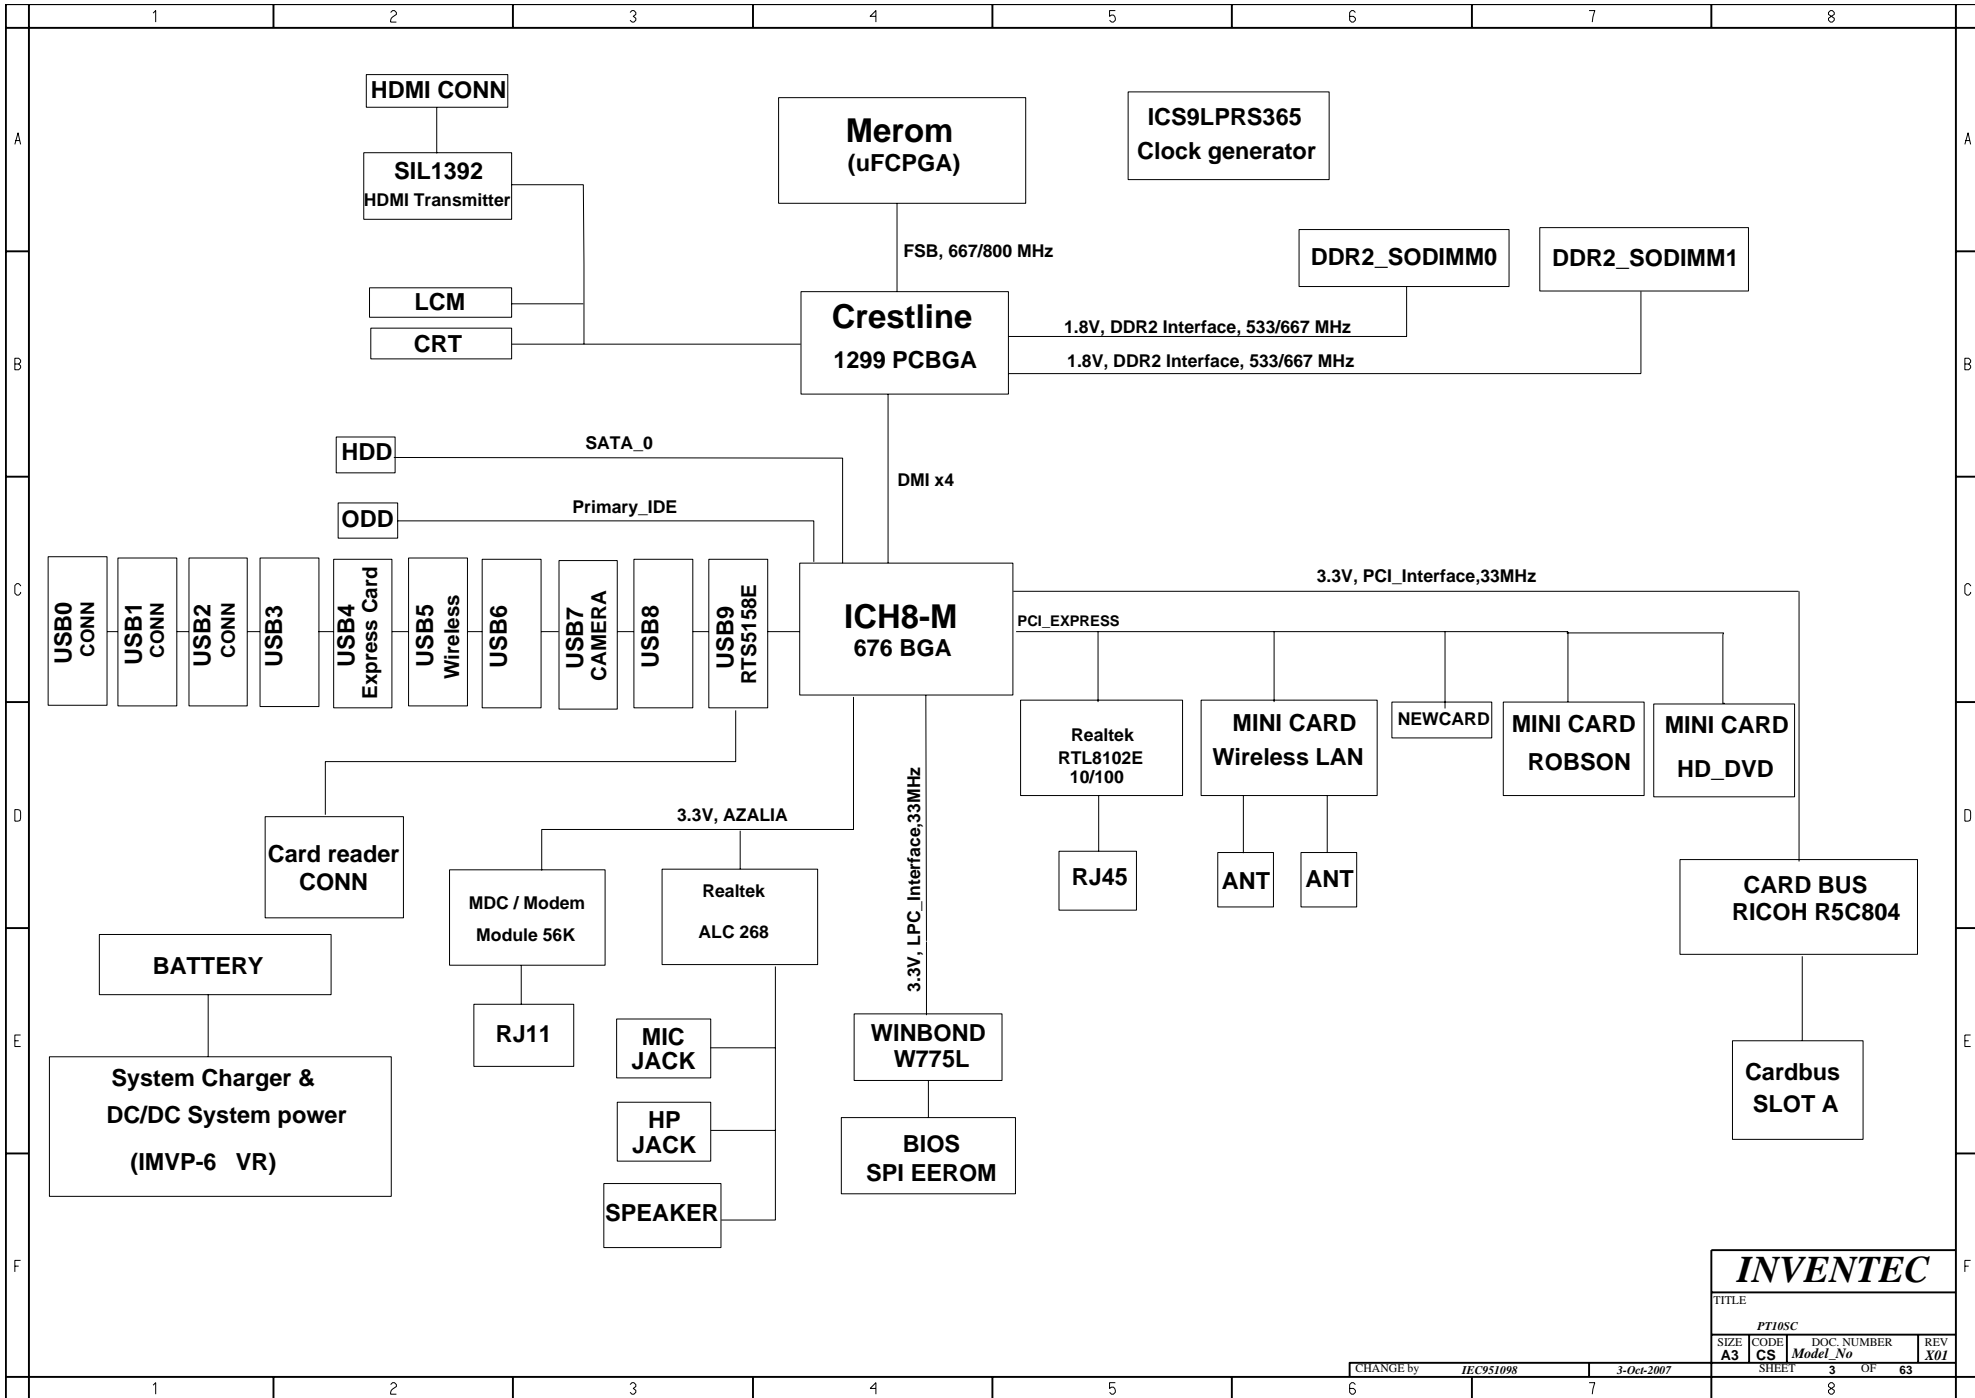 1 2 3 4 5 6 7 8
A
A
B
B
C
C
D
D
E
E
F
F
HDMI CONN
SIL1392
HDMI Transmitter
LCM
CRT
Merom
(uFCPGA)
ICS9LPRS365
Clock generator
FSB, 667/800 MHz
DDR2_SODIMM0
DDR2_SODIMM1
Crestline
1299 PCBGA
1.8V, DDR2 Interface, 533/667 MHz
1.8V, DDR2 Interface, 533/667 MHz
HDD
SATA_0
ODD
Primary_IDE
DMI x4
USB0
CONN
USB1
CONN
USB2
CONN
USB3
USB4
Express Card
USB5
Wireless
USB6
USB7
CAMERA
USB8
USB9
RTS5158E
ICH8-M
676 BGA
3.3V, PCI_Interface,33MHz
PCI_EXPRESS
Realtek
RTL8102E
10/100
MINI CARD
Wireless LAN
NEWCARD
MINI CARD
ROBSON
MINI CARD
HD_DVD
RJ45
ANT
ANT
CARD BUS
RICOH R5C804
Cardbus
SLOT A
Card reader
CONN
3.3V, AZALIA
3.3V, LPC_Interface,33MHz
MDC / Modem
Module 56K
Realtek
ALC 268
RJ11
MIC
JACK
HP
JACK
SPEAKER
WINBOND
W775L
BIOS
SPI EEROM
BATTERY
System Charger &
DC/DC System power
(IMVP-6 VR)
INVENTEC
TITLE
PT10SC
SIZE CODE DOC. NUMBER REV
A3 CS Model_No X01
CHANGE by IEC951098 3-Oct-2007 SHEET 3 OF 63
1 2 3 4 5 6 7 8